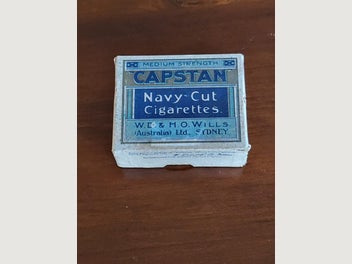 MEDIUM STRENGTH
CAPSTAN
Navy-Cut
Cigarettes.
W.D. & H.O. WILLS
(Australia) Ltd., SYDNEY.